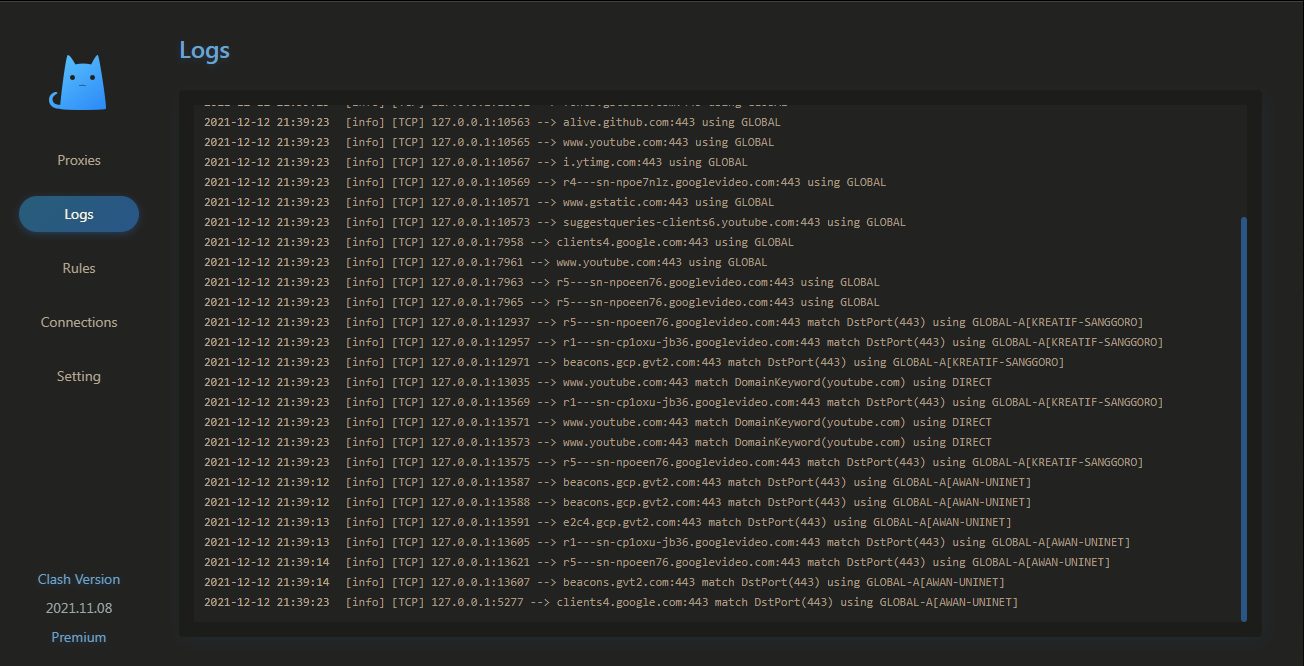 Logs
Proxies
Logs
Rules
Connections
Setting
Clash Version
2021.11.08
Premium
2021-12-12 21:39:23 [info] [TCP] 127.0.0.1:10563 --> alive.github.com:443 using GLOBAL
2021-12-12 21:39:23 [info] [TCP] 127.0.0.1:10565 --> www.youtube.com:443 using GLOBAL
2021-12-12 21:39:23 [info] [TCP] 127.0.0.1:10567 --> i.ytimg.com:443 using GLOBAL
2021-12-12 21:39:23 [info] [TCP] 127.0.0.1:10569 --> r4---sn-npoe7nlz.googlevideo.com:443 using GLOBAL
2021-12-12 21:39:23 [info] [TCP] 127.0.0.1:10571 --> www.gstatic.com:443 using GLOBAL
2021-12-12 21:39:23 [info] [TCP] 127.0.0.1:10573 --> suggestqueries-clients6.youtube.com:443 using GLOBAL
2021-12-12 21:39:23 [info] [TCP] 127.0.0.1:7958 --> clients4.google.com:443 using GLOBAL
2021-12-12 21:39:23 [info] [TCP] 127.0.0.1:7961 --> www.youtube.com:443 using GLOBAL
2021-12-12 21:39:23 [info] [TCP] 127.0.0.1:7963 --> r5---sn-npoeen76.googlevideo.com:443 using GLOBAL
2021-12-12 21:39:23 [info] [TCP] 127.0.0.1:7965 --> r5---sn-npoeen76.googlevideo.com:443 using GLOBAL
2021-12-12 21:39:23 [info] [TCP] 127.0.0.1:12937 --> r5---sn-npoeen76.googlevideo.com:443 match DstPort(443) using GLOBAL-A[KREATIF-SANGGORO]
2021-12-12 21:39:23 [info] [TCP] 127.0.0.1:12957 --> r1---sn-cp1oxu-jb36.googlevideo.com:443 match DstPort(443) using GLOBAL-A[KREATIF-SANGGORO]
2021-12-12 21:39:23 [info] [TCP] 127.0.0.1:12971 --> beacons.gcp.gvt2.com:443 match DstPort(443) using GLOBAL-A[KREATIF-SANGGORO]
2021-12-12 21:39:23 [info] [TCP] 127.0.0.1:13035 --> www.youtube.com:443 match DomainKeyword(youtube.com) using DIRECT
2021-12-12 21:39:23 [info] [TCP] 127.0.0.1:13569 --> r1---sn-cp1oxu-jb36.googlevideo.com:443 match DstPort(443) using GLOBAL-A[KREATIF-SANGGORO]
2021-12-12 21:39:23 [info] [TCP] 127.0.0.1:13571 --> www.youtube.com:443 match DomainKeyword(youtube.com) using DIRECT
2021-12-12 21:39:23 [info] [TCP] 127.0.0.1:13573 --> www.youtube.com:443 match DomainKeyword(youtube.com) using DIRECT
2021-12-12 21:39:23 [info] [TCP] 127.0.0.1:13575 --> r5---sn-npoeen76.googlevideo.com:443 match DstPort(443) using GLOBAL-A[KREATIF-SANGGORO]
2021-12-12 21:39:12 [info] [TCP] 127.0.0.1:13587 --> beacons.gcp.gvt2.com:443 match DstPort(443) using GLOBAL-A[AWAN-UNINET]
2021-12-12 21:39:12 [info] [TCP] 127.0.0.1:13588 --> beacons.gcp.gvt2.com:443 match DstPort(443) using GLOBAL-A[AWAN-UNINET]
2021-12-12 21:39:13 [info] [TCP] 127.0.0.1:13591 --> e2c4.gcp.gvt2.com:443 match DstPort(443) using GLOBAL-A[AWAN-UNINET]
2021-12-12 21:39:13 [info] [TCP] 127.0.0.1:13605 --> r1---sn-cp1oxu-jb36.googlevideo.com:443 match DstPort(443) using GLOBAL-A[AWAN-UNINET]
2021-12-12 21:39:14 [info] [TCP] 127.0.0.1:13621 --> r5---sn-npoeen76.googlevideo.com:443 match DstPort(443) using GLOBAL-A[AWAN-UNINET]
2021-12-12 21:39:14 [info] [TCP] 127.0.0.1:13607 --> beacons.gvt2.com:443 match DstPort(443) using GLOBAL-A[AWAN-UNINET]
2021-12-12 21:39:23 [info] [TCP] 127.0.0.1:5277 --> clients4.google.com:443 match DstPort(443) using GLOBAL-A[AWAN-UNINET]